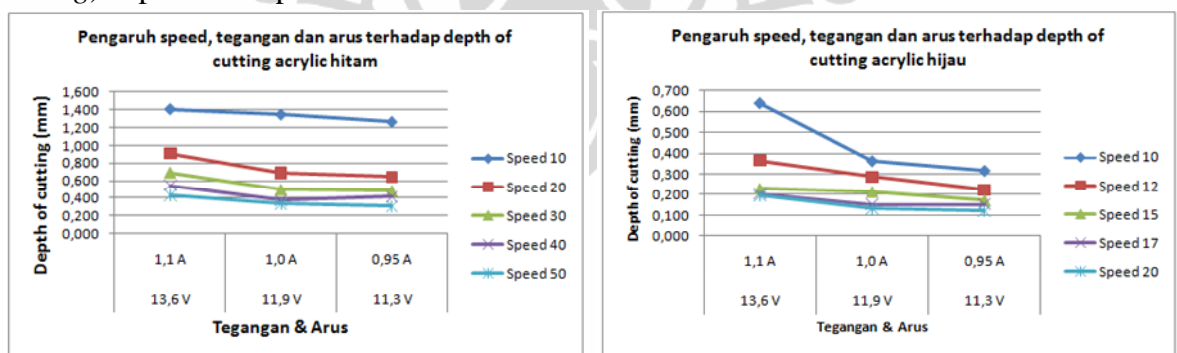 Pengaruh speed, tegangan dan arus terhadap depth of
cutting acrylic hitam
Depth of cutting (mm)
1,600
1,400
1,200
1,000
0,800
0,600
0,400
0,200
0,000
1,1 A 1,0 A 0,95 A
13,6 V 11,9 V 11,3 V
Tegangan & Arus
Speed 10
Speed 20
Speed 30
Speed 40
Speed 50
Pengaruh speed, tegangan dan arus terhadap depth of
cutting acrylic hijau
Depth of cutting (mm)
0,700
0,600
0,500
0,400
0,300
0,200
0,100
0,000
1,1 A 1,0 A 0,95 A
13,6 V 11,9 V 11,3 V
Tegangan & Arus
Speed 10
Speed 12
Speed 15
Speed 17
Speed 20